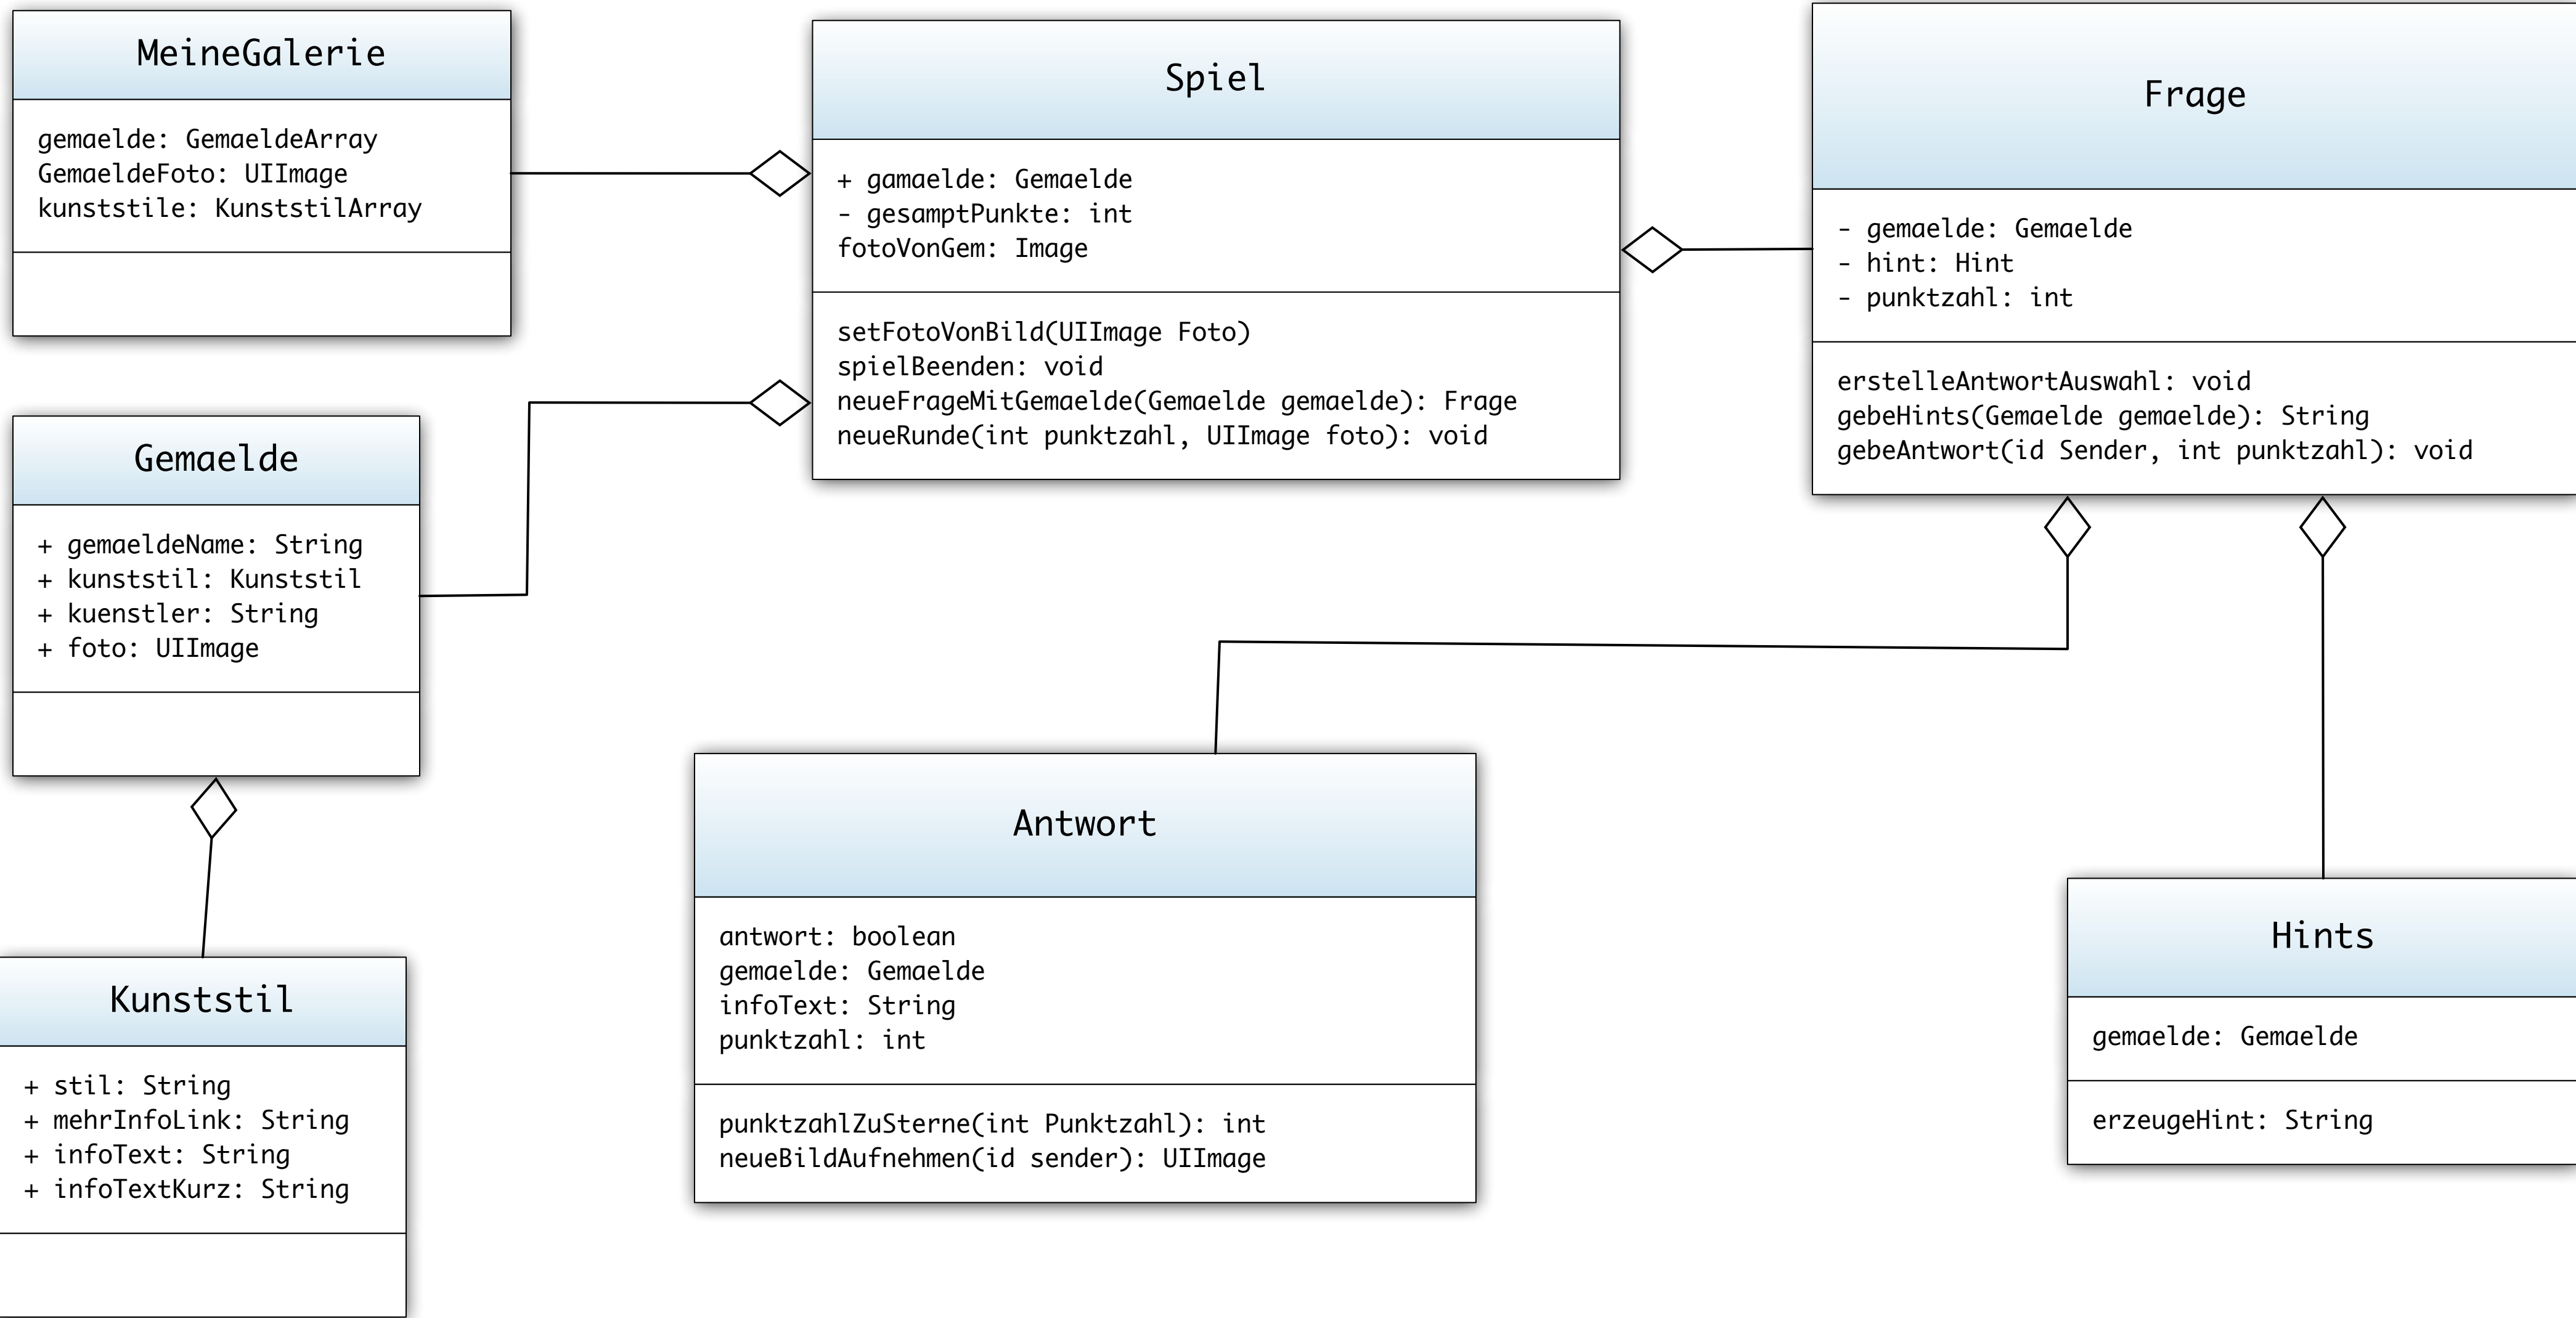 MeineGalerie
gemaelde: GemaeldeArray
GemaeldeFoto: UIImage
kunststile: KunststilArray
Spiel
+ gamaelde: Gemaelde
- gesamptPunkte: int
fotoVonGem: Image
setFotoVonBild(UIImage Foto)
spielBeenden: void
neueFrageMitGemaelde(Gemaelde gemaelde): Frage
neueRunde(int punktzahl, UIImage foto): void
Frage
- gemaelde: Gemaelde
- hint: Hint
- punktzahl: int
erstelleAntwortAuswahl: void
gebeHints(Gemaelde gemaelde): String
gebeAntwort(id Sender, int punktzahl): void
Gemaelde
+ gemaeldeName: String
+ kunststil: Kunststil
+ kuenstler: String
+ foto: UIImage
Kunststil
+ stil: String
+ mehrInfoLink: String
+ infoText: String
+ infoTextKurz: String
Antwort
antwort: boolean
gemaelde: Gemaelde
infoText: String
punktzahl: int
punktzahlZuSterne(int Punktzahl): int
neueBildAufnehmen(id sender): UIImage
Hints
gemaelde: Gemaelde
erzeugeHint: String